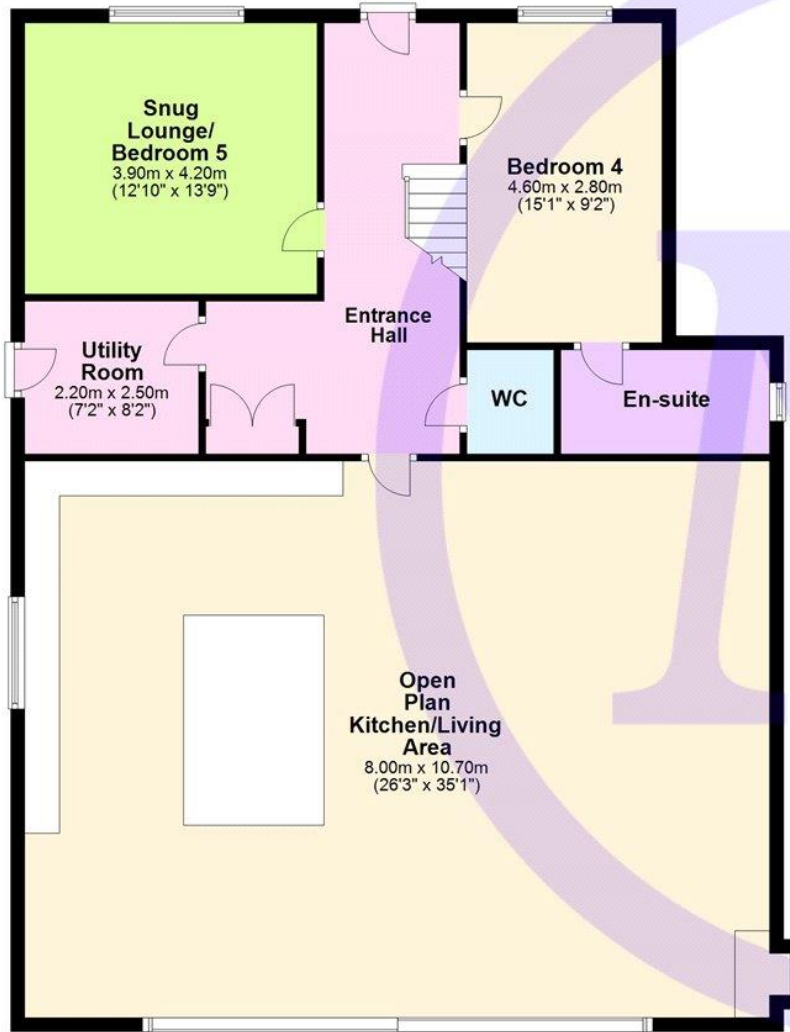 Snug
Lounge/
Bedroom 5
3.90m x 4.20m
(12'10" x 13'9")
Bedroom 4
4.60m x 2.80m
(15'1" x 9'2")
Entrance
Hall
Utility
Room
2.20m x 2.50m
(7'2" x 8'2")
WC
En-suite
Open
Plan
Kitchen/Living
Area
8.00m x 10.70m
(26'3" x 35'1")